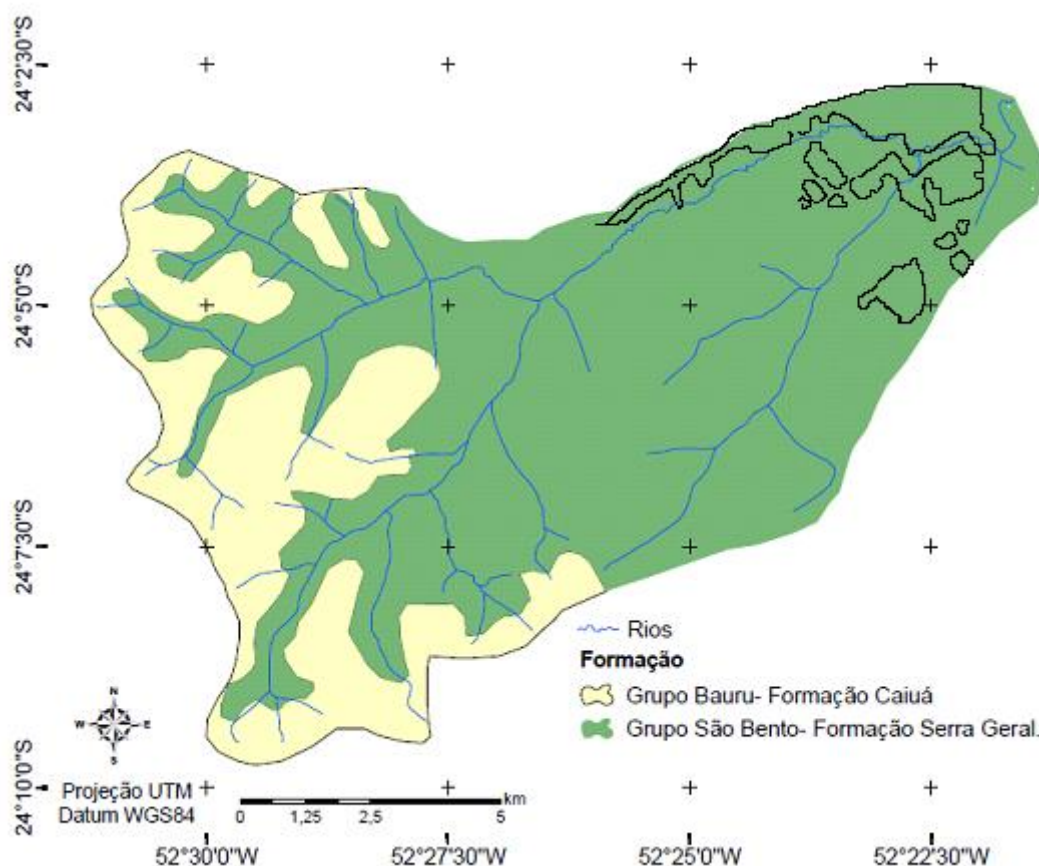 24°2'30"S
24°5'0"S
24°7'30"S
24°10'0"S
Rios
Formação
Grupo Bauru- Formação Caiuá
Grupo São Bento- Formação Serra Geral.
N
W E
S
Projeção UTM
Datum WGS84
km
0 1,25 2,5 5
52°30'0"W 52°27'30"W 52°25'0"W 52°22'30"W